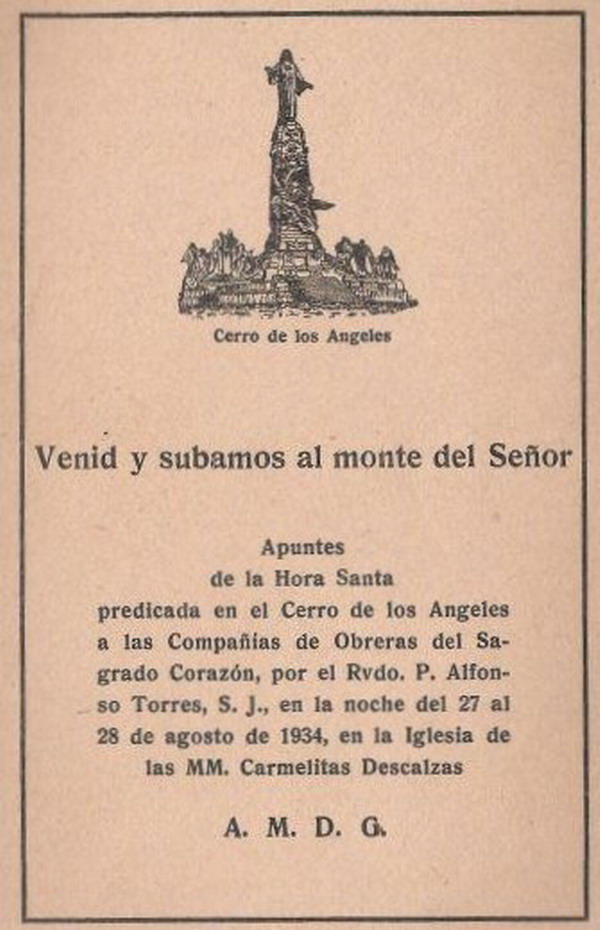 Cerro de los Angeles
Venid y subamos al monte del Señor
Apuntes
de la Hora Santa
predicada en el Cerro de los Angeles
a las Compañias de Obreras del Sa-
grado Corazón, por el Rvdo. P. Alfon-
so Torres, S. J., en la noche del 27 al
28 de agosto de 1934, en la Iglesia de
las MM. Carmelitas Descalzas
A. M. D. G.